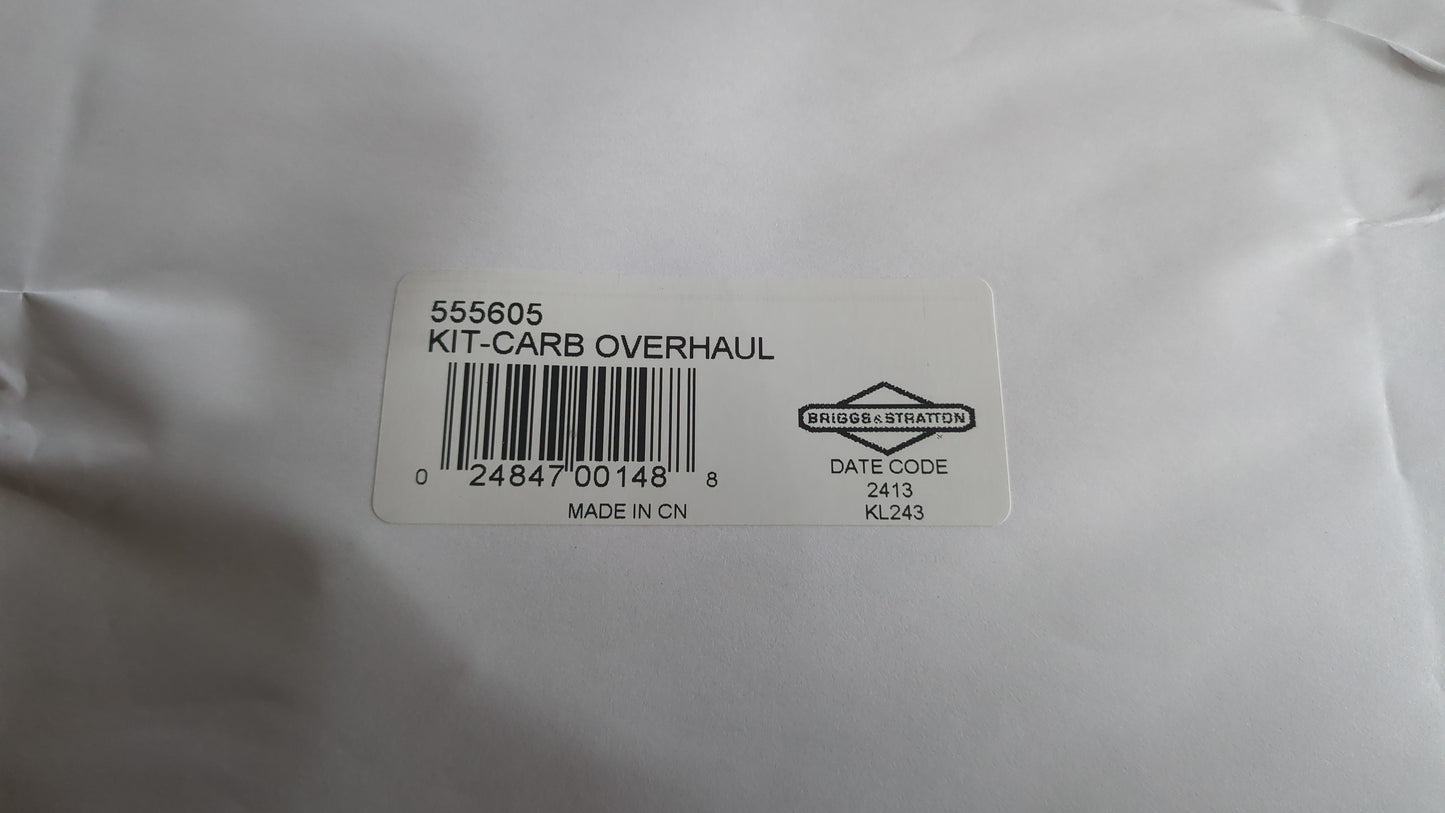 555605
KIT-CARB OVERHAUL
0 24847 00148 8
MADE IN CN
BRIGGS & STRATTON
DATE CODE
2413
KL243